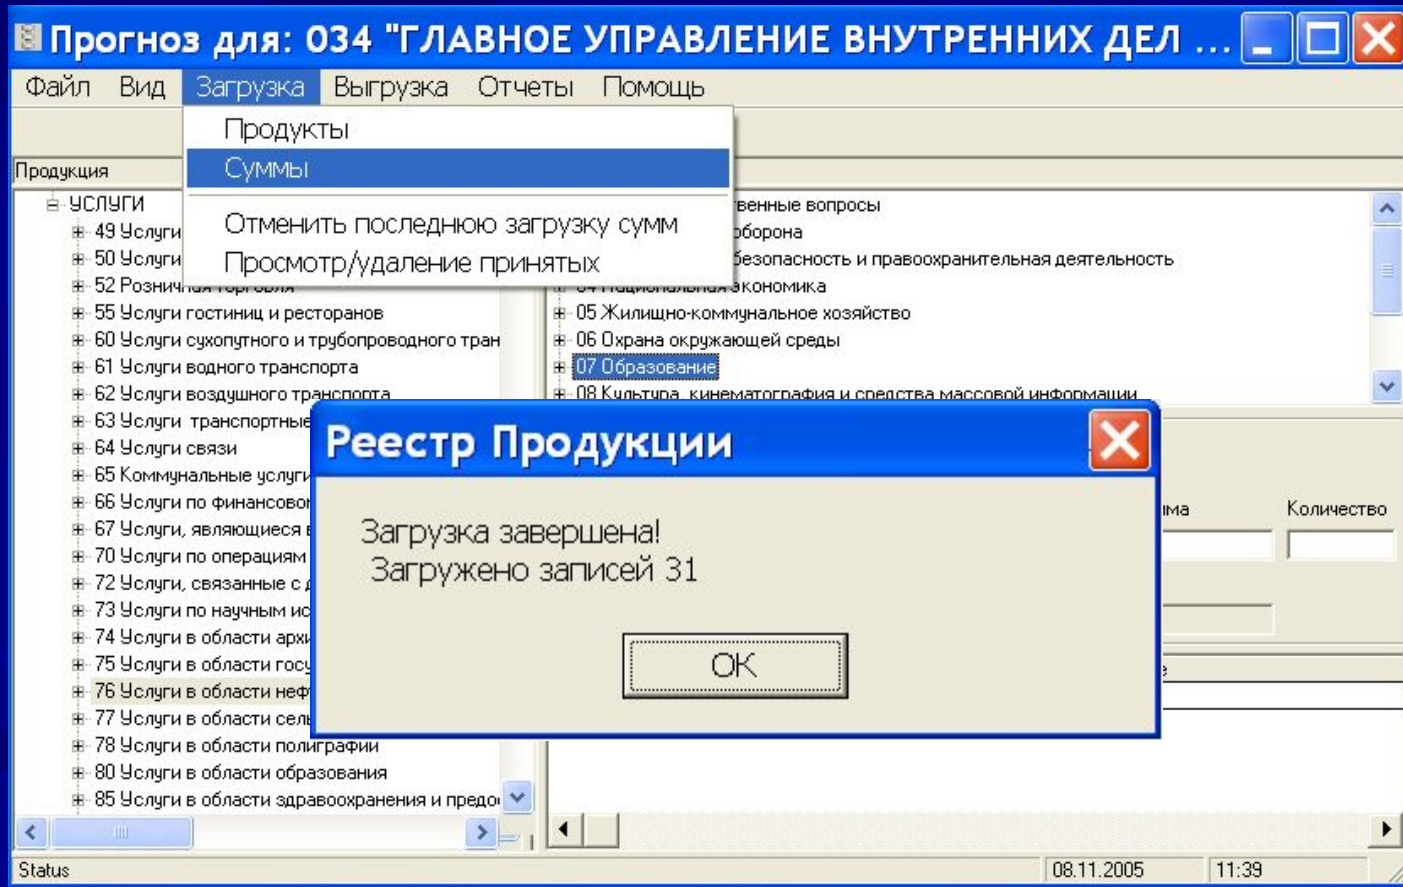 Прогноз для: 034 "ГЛАВНОЕ УПРАВЛЕНИЕ ВНУТРЕННИХ ДЕЛ ...
Файл Вид Загрузка Выгрузка Отчеты Помощь
Продукты
Суммы
Отменить последнюю загрузку сумм
Просмотр/удаление принятых
Продукция
УСЛУГИ
49 Услуги
50 Услуги
52 Розничная торговля
55 Услуги гостиниц и ресторанов
60 Услуги сухопутного и трубопроводного тран
61 Услуги водного транспорта
62 Услуги воздушного транспорта
63 Услуги транспортные
64 Услуги связи
65 Коммунальные услуги
66 Услуги по финансово
67 Услуги, являющиеся
70 Услуги по операциям
72 Услуги, связанные с
73 Услуги по научным ис
74 Услуги в области архи
75 Услуги в области госу
76 Услуги в области неф
77 Услуги в области сель
78 Услуги в области полиграфии
80 Услуги в области образования
85 Услуги в области здравоохранения и предо
венные вопросы
оборона
безопасность и правоохранительная деятельность
04 Национальная экономика
05 Жилищно-коммунальное хозяйство
06 Охрана окружающей среды
07 Образование
08 Культура, кинематография и средства массовой информации
мма Количество
Реестр Продукции
Загрузка завершена!
Загружено записей 31
OK
Status 08.11.2005 11:39